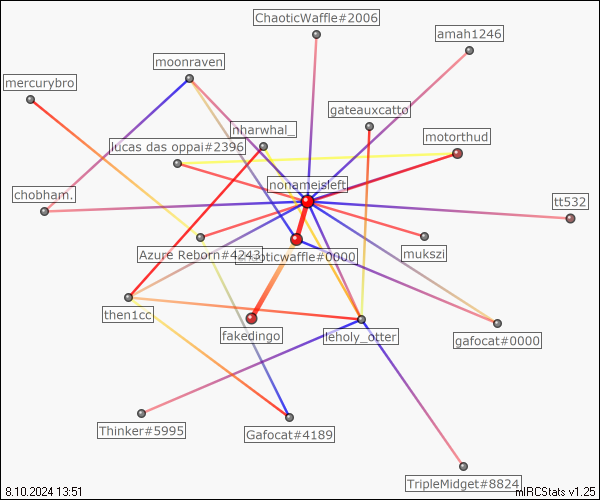 ChaoticWaffle#2006
amah1246
moonraven
mercurybro
gateauxcatto
nharwhal_
motorthud
lucas das oppai#2396
nonameisleft
chobham.
tt532
Azure Reborn#4243
oticwaffle#0000
mukszi
then1cc
fakedingo
leholy_otter
gafocat#0000
Thinker#5995
Gafocat#4189
TripleMidget#8824
8.10.2024 13:51
mIRCStats v1.25